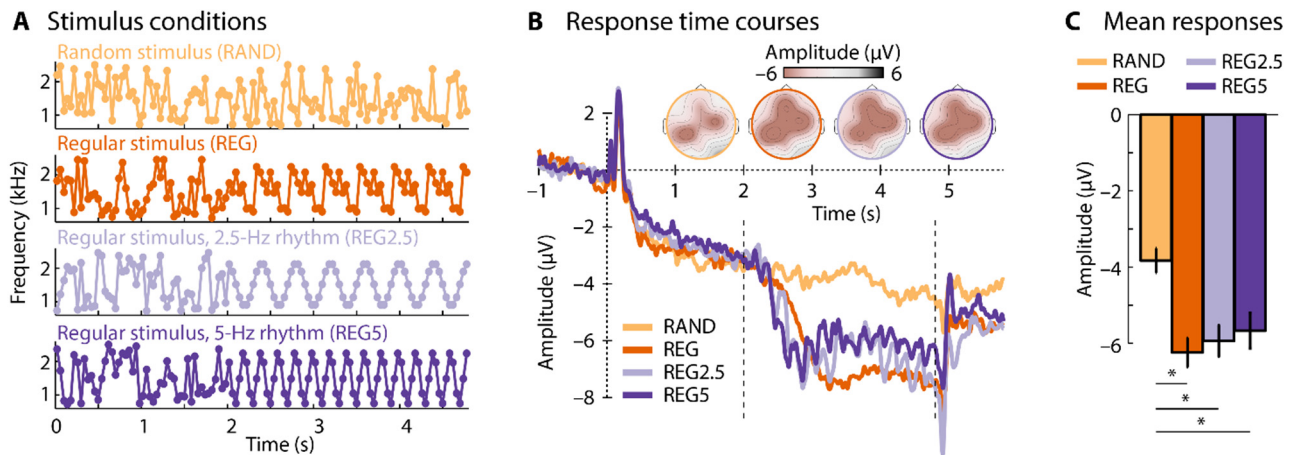 A Stimulus conditions
Random stimulus (RAND)
2
1
Regular stimulus (REG)
2
1
Regular stimulus, 2.5-Hz rhythm (REG2.5)
2
1
Regular stimulus, 5-Hz rhythm (REG5)
2
1
Frequency (kHz)
0 1 2 3 4
Time (s)
B Response time courses
Amplitude (µV)
−6 6
2
−2
−4
−6
−8
Amplitude (µV)
−1 1 2 3 4 5
Time (s)
RAND
REG
REG2.5
REG5
C Mean responses
RAND REG2.5
REG REG5
0
−2
−4
−6
Amplitude (µV)
*
*
*